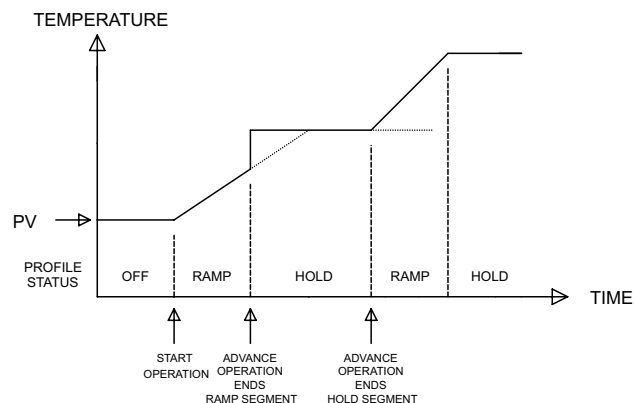 TEMPERATURE
PV
PROFILE
STATUS
OFF
RAMP
HOLD
RAMP
HOLD
TIME
START
OPERATION
ADVANCE
OPERATION
ENDS
RAMP SEGMENT
ADVANCE
OPERATION
ENDS
HOLD SEGMENT